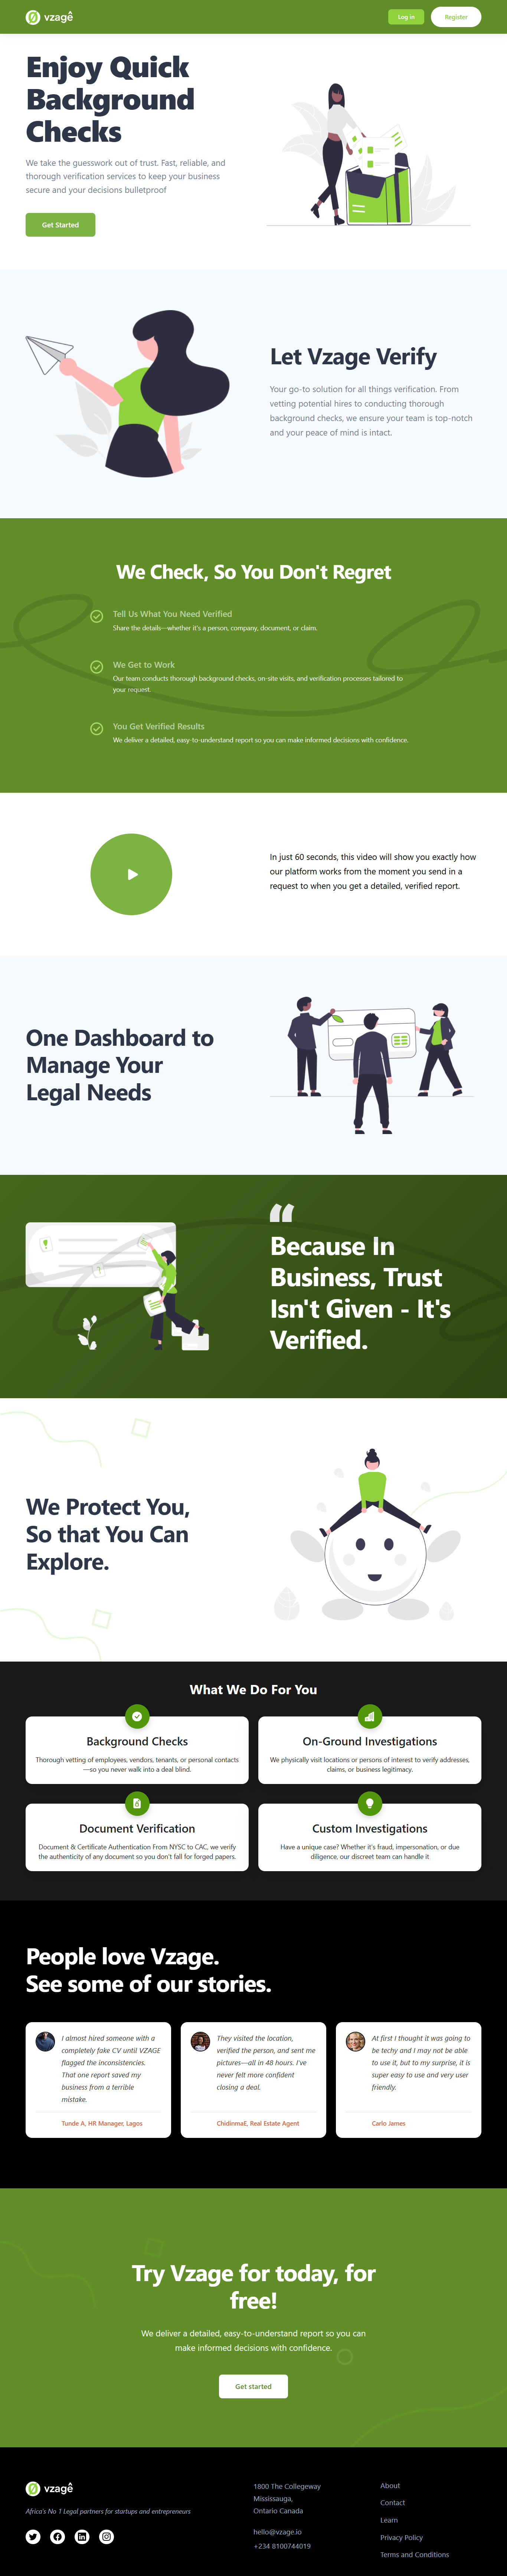 vzagê
Log in
Register
Enjoy Quick
Background
Checks
We take the guesswork out of trust. Fast, reliable, and
thorough verification services to keep your business
secure and your decisions bulletproof
Get Started
Let Vzage Verify
Your go-to solution for all things verification. From
vetting potential hires to conducting thorough
background checks, we ensure your team is top-notch
and your peace of mind is intact.
We Check, So You Don't Regret
Tell Us What You Need Verified
Share the details—whether it's a person, company, document, or claim.
We Get to Work
Our team conducts thorough background checks, on-site visits, and verification processes tailored to
your request.
You Get Verified Results
We deliver a detailed, easy-to-understand report so you can make informed decisions with confidence.
In just 60 seconds, this video will show you exactly how
our platform works from the moment you send in a
request to when you get a detailed, verified report.
One Dashboard to
Manage Your
Legal Needs
“
Because In
Business, Trust
Isn't Given - It's
Verified.
We Protect You,
So that You Can
Explore.
What We Do For You
Background Checks
Thorough vetting of employees, vendors, tenants, or personal contacts
—so you never walk into a deal blind.
On-Ground Investigations
We physically visit locations or persons of interest to verify addresses,
claims, or business legitimacy.
Document Verification
Document & Certificate Authentication From NYSC to CAC, we verify
the authenticity of any document so you don't fall for forged papers.
Custom Investigations
Have a unique case? Whether it's fraud, impersonation, or due
diligence, our discreet team can handle it
People love Vzage.
See some of our stories.
I almost hired someone with a
completely fake CV until VZAGE
flagged the inconsistencies.
That one report saved my
business from a terrible
mistake.
Tunde A, HR Manager, Lagos
They visited the location,
verified the person, and sent me
pictures—all in 48 hours. I've
never felt more confident
closing a deal.
ChidinmaE, Real Estate Agent
At first I thought it was going to
be techy and I may not be able
to use it, but to my surprise, it is
super easy to use and very user
friendly.
Carlo James
Try Vzage for today, for
free!
We deliver a detailed, easy-to-understand report so you can
make informed decisions with confidence.
Get started
vzagê
Africa's No 1 Legal partners for startups and entrepreneurs
1800 The Collegeway
Mississauga,
Ontario Canada
hello@vzage.io
+234 8100744019
About
Contact
Learn
Privacy Policy
Terms and Conditions